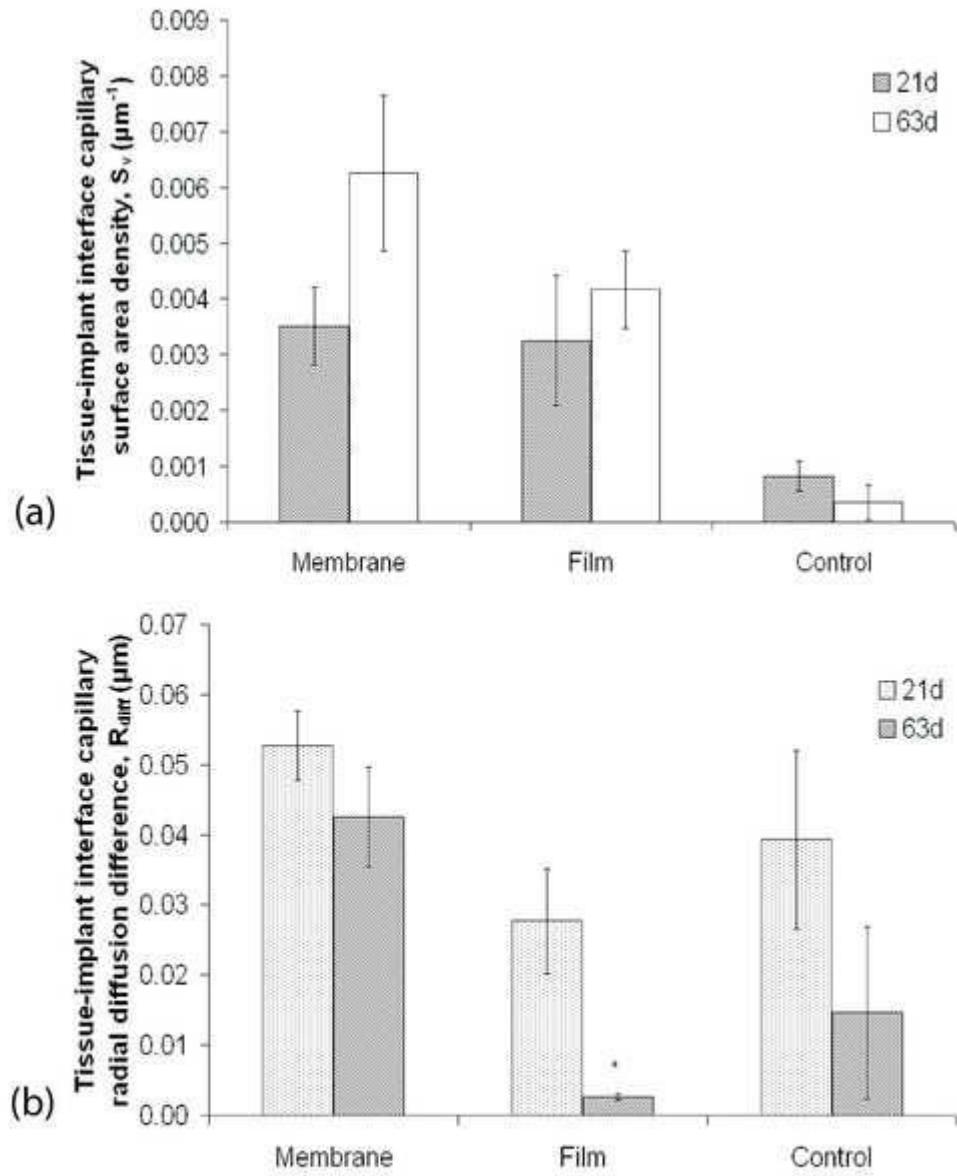 Tissue-implant interface capillary
surface area density, Sᵥ (µm⁻¹)
0.009
0.008
0.007
0.006
0.005
0.004
0.003
0.002
0.001
0.000
21d
63d
(a)
Membrane
Film
Control
Tissue-implant interface capillary
radial diffusion difference, R_diff (µm)
0.07
0.06
0.05
0.04
0.03
0.02
0.01
0.00
21d
63d
*
(b)
Membrane
Film
Control